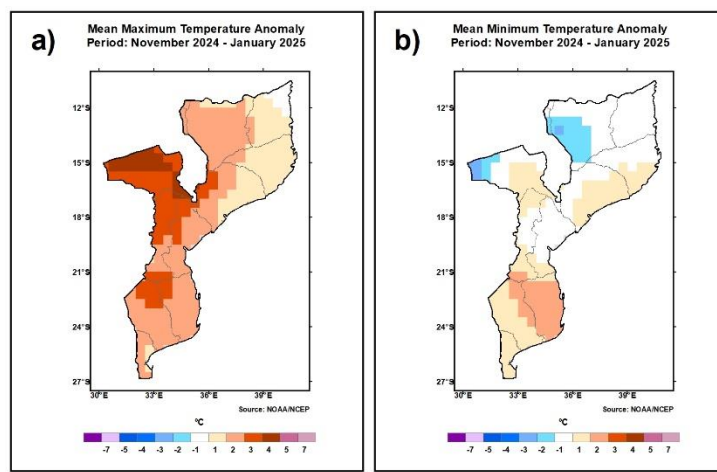 a)
Mean Maximum Temperature Anomaly
Period: November 2024 - January 2025
12°S
15°S
18°S
21°S
24°S
27°S
30°E 33°E 36°E 39°E
Source: NOAA/NCEP
°C
-7 -5 -4 -3 -2 -1 1 2 3 4 5 7
b)
Mean Minimum Temperature Anomaly
Period: November 2024 - January 2025
12°S
15°S
18°S
21°S
24°S
27°S
30°E 33°E 36°E 39°E
Source: NOAA/NCEP
°C
-7 -5 -4 -3 -2 -1 1 2 3 4 5 7